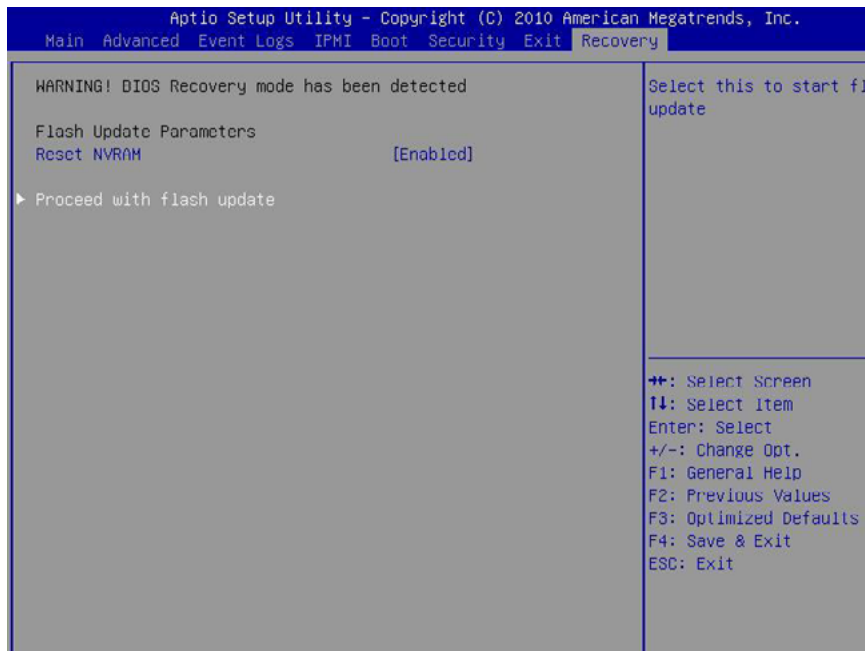 Aptio Setup Utility – Copyright (C) 2010 American Megatrends, Inc.
Main Advanced Event Logs IPMI Boot Security Exit Recovery
WARNING! BIOS Recovery mode has been detected
Flash Update Parameters
Reset NVRAM [Enabled]
Proceed with flash update
Select this to start
update
→←: Select Screen
↑↓: Select Item
Enter: Select
+/-: Change Opt.
F1: General Help
F2: Previous Values
F3: Optimized Defaults
F4: Save & Exit
ESC: Exit